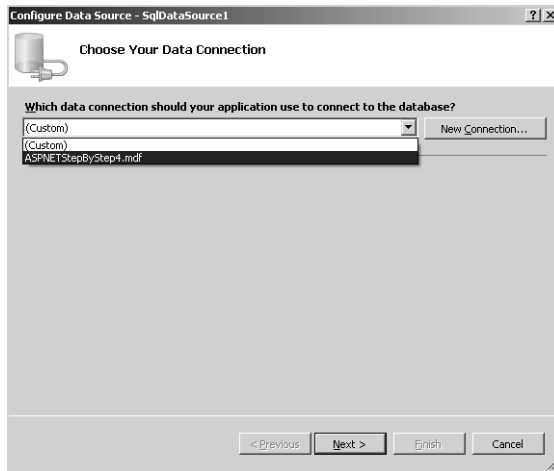 Configure Data Source - SqlDataSource1
Choose Your Data Connection
Which data connection should your application use to connect to the database?
(Custom)
New Connection...
(Custom)
ASPNETStepByStep4.mdf
< Previous
Next >
Finish
Cancel